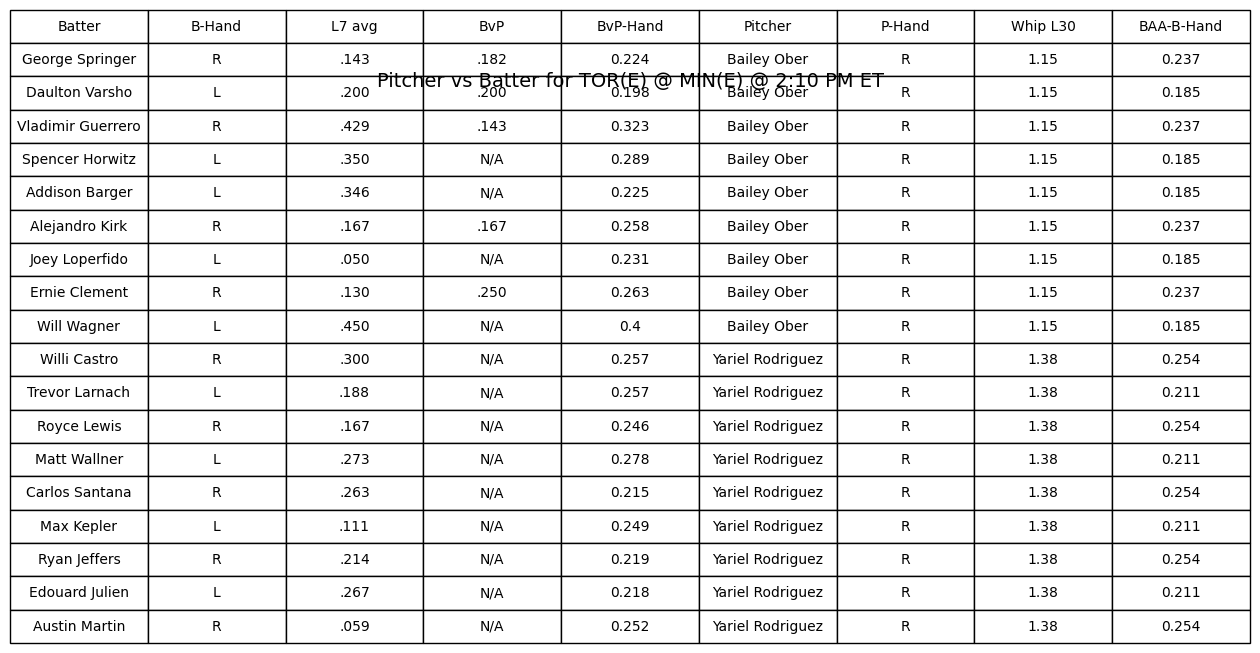 Batter B-Hand L7 avg BvP BvP-Hand Pitcher P-Hand Whip L30 BAA-B-Hand
George Springer R .143 .182 0.224 Bailey Ober R 1.15 0.237
Pitcher vs Batter for TOR(E) @ MIN(E) @ 2:10 PM ET
Daulton Varsho L .200 .200 0.198 Bailey Ober R 1.15 0.185
Vladimir Guerrero R .429 .143 0.323 Bailey Ober R 1.15 0.237
Spencer Horwitz L .350 N/A 0.289 Bailey Ober R 1.15 0.185
Addison Barger L .346 N/A 0.225 Bailey Ober R 1.15 0.185
Alejandro Kirk R .167 .167 0.258 Bailey Ober R 1.15 0.237
Joey Loperfido L .050 N/A 0.231 Bailey Ober R 1.15 0.185
Ernie Clement R .130 .250 0.263 Bailey Ober R 1.15 0.237
Will Wagner L .450 N/A 0.4 Bailey Ober R 1.15 0.185
Willi Castro R .300 N/A 0.257 Yariel Rodriguez R 1.38 0.254
Trevor Larnach L .188 N/A 0.257 Yariel Rodriguez R 1.38 0.211
Royce Lewis R .167 N/A 0.246 Yariel Rodriguez R 1.38 0.254
Matt Wallner L .273 N/A 0.278 Yariel Rodriguez R 1.38 0.211
Carlos Santana R .263 N/A 0.215 Yariel Rodriguez R 1.38 0.254
Max Kepler L .111 N/A 0.249 Yariel Rodriguez R 1.38 0.211
Ryan Jeffers R .214 N/A 0.219 Yariel Rodriguez R 1.38 0.254
Edouard Julien L .267 N/A 0.218 Yariel Rodriguez R 1.38 0.211
Austin Martin R .059 N/A 0.252 Yariel Rodriguez R 1.38 0.254